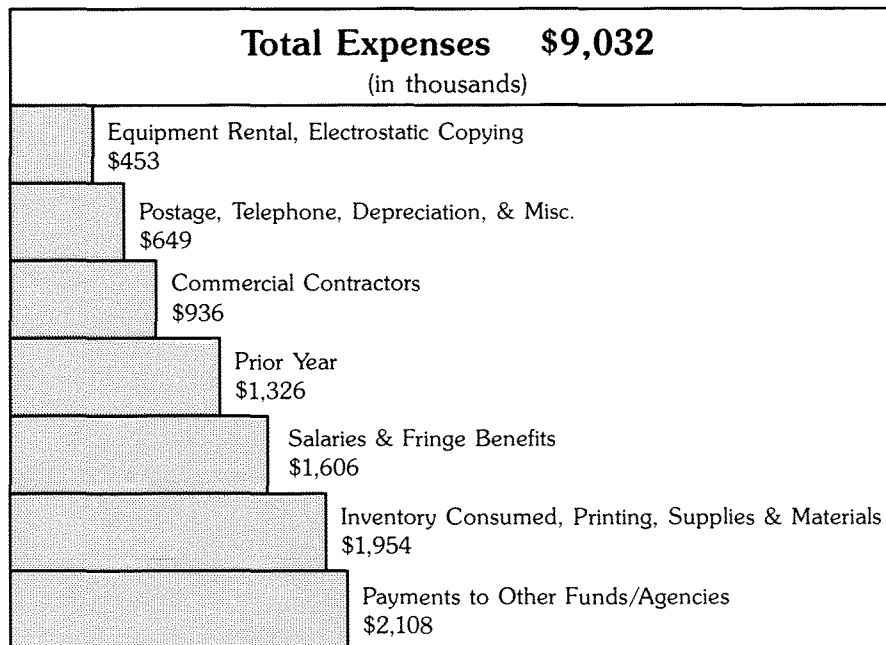 Total Expenses $9,032
(in thousands)
Equipment Rental, Electrostatic Copying
$453
Postage, Telephone, Depreciation, & Misc.
$649
Commercial Contractors
$936
Prior Year
$1,326
Salaries & Fringe Benefits
$1,606
Inventory Consumed, Printing, Supplies & Materials
$1,954
Payments to Other Funds/Agencies
$2,108